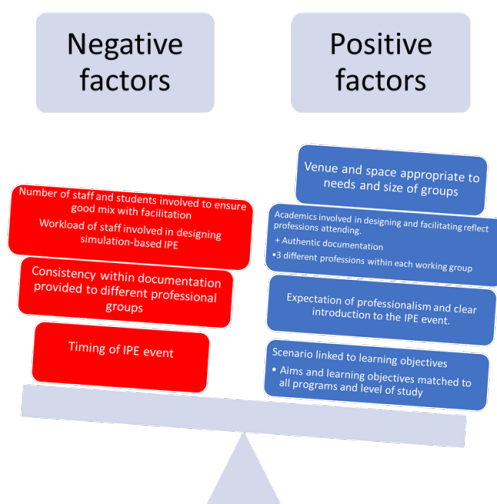 Negative
factors
Positive
factors
Number of staff and students involved to ensure
good mix with facilitation
Workload of staff involved in designing
simulation-based IPE
Consistency within documentation
provided to different professional
groups
Timing of IPE event
Venue and space appropriate to
needs and size of groups
Academics involved in designing and facilitating reflect
professions attending.
+ Authentic documentation
•3 different professions within each working group
Expectation of professionalism and clear
introduction to the IPE event.
Scenario linked to learning objectives
• Aims and learning objectives matched to
all programs and level of study